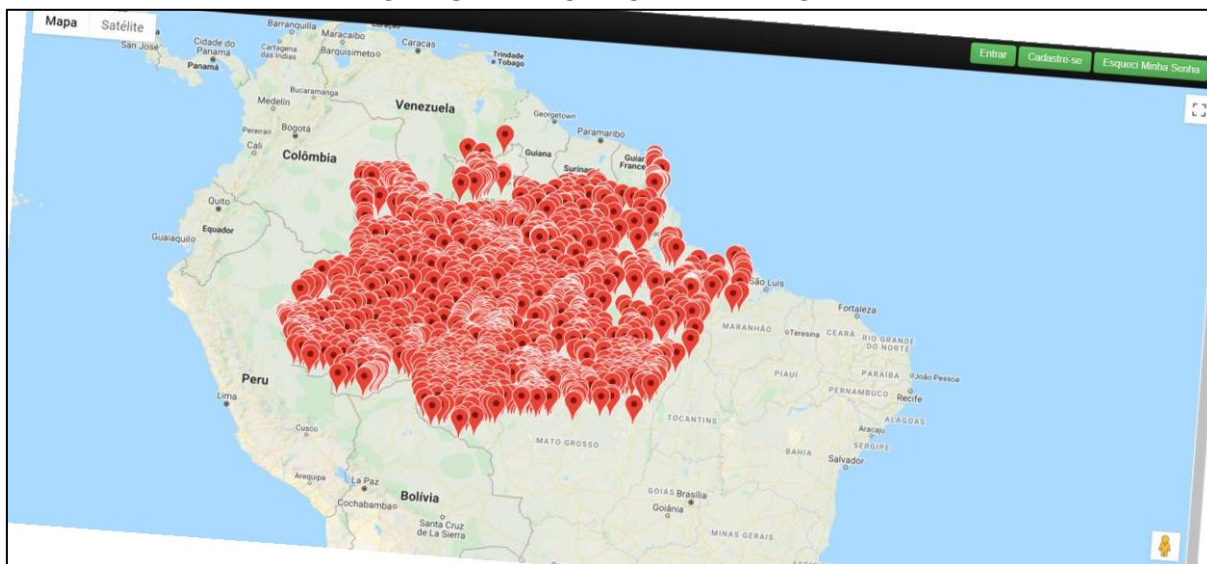 Mapa Satélite
Entrar Cadastre-se Esqueci Minha Senha
Barranquilla
Maracaibo
Caracas
San José
Cidade do
Panamá
Panamá
Cartagena
das Índias
Barquisimeto
Trindade
e Tobago
Bucaramanga
Medelín
Venezuela
Georgetown
Paramaribo
Pereira
Bogotá
Cali
Colômbia
Guiana
Quito
Equador
Guaiaquil
São Luís
Fortaleza
MARANHÃO
Teresina
CEARÁ
RIO GRANDE
DO NORTE
PIAUÍ
PARAÍBA
João Pessoa
PERNAMBUCO
Recife
ALAGOAS
Peru
Lima
TOCANTINS
Aracaju
SERGIPE
Cusco
MATO GROSSO
BAHIA
Salvador
Arequipa
La Paz
Bolívia
Cochabamba
Santa Cruz
de La Sierra
GOIÁS
Brasília
Goiânia
MINAS GERAIS